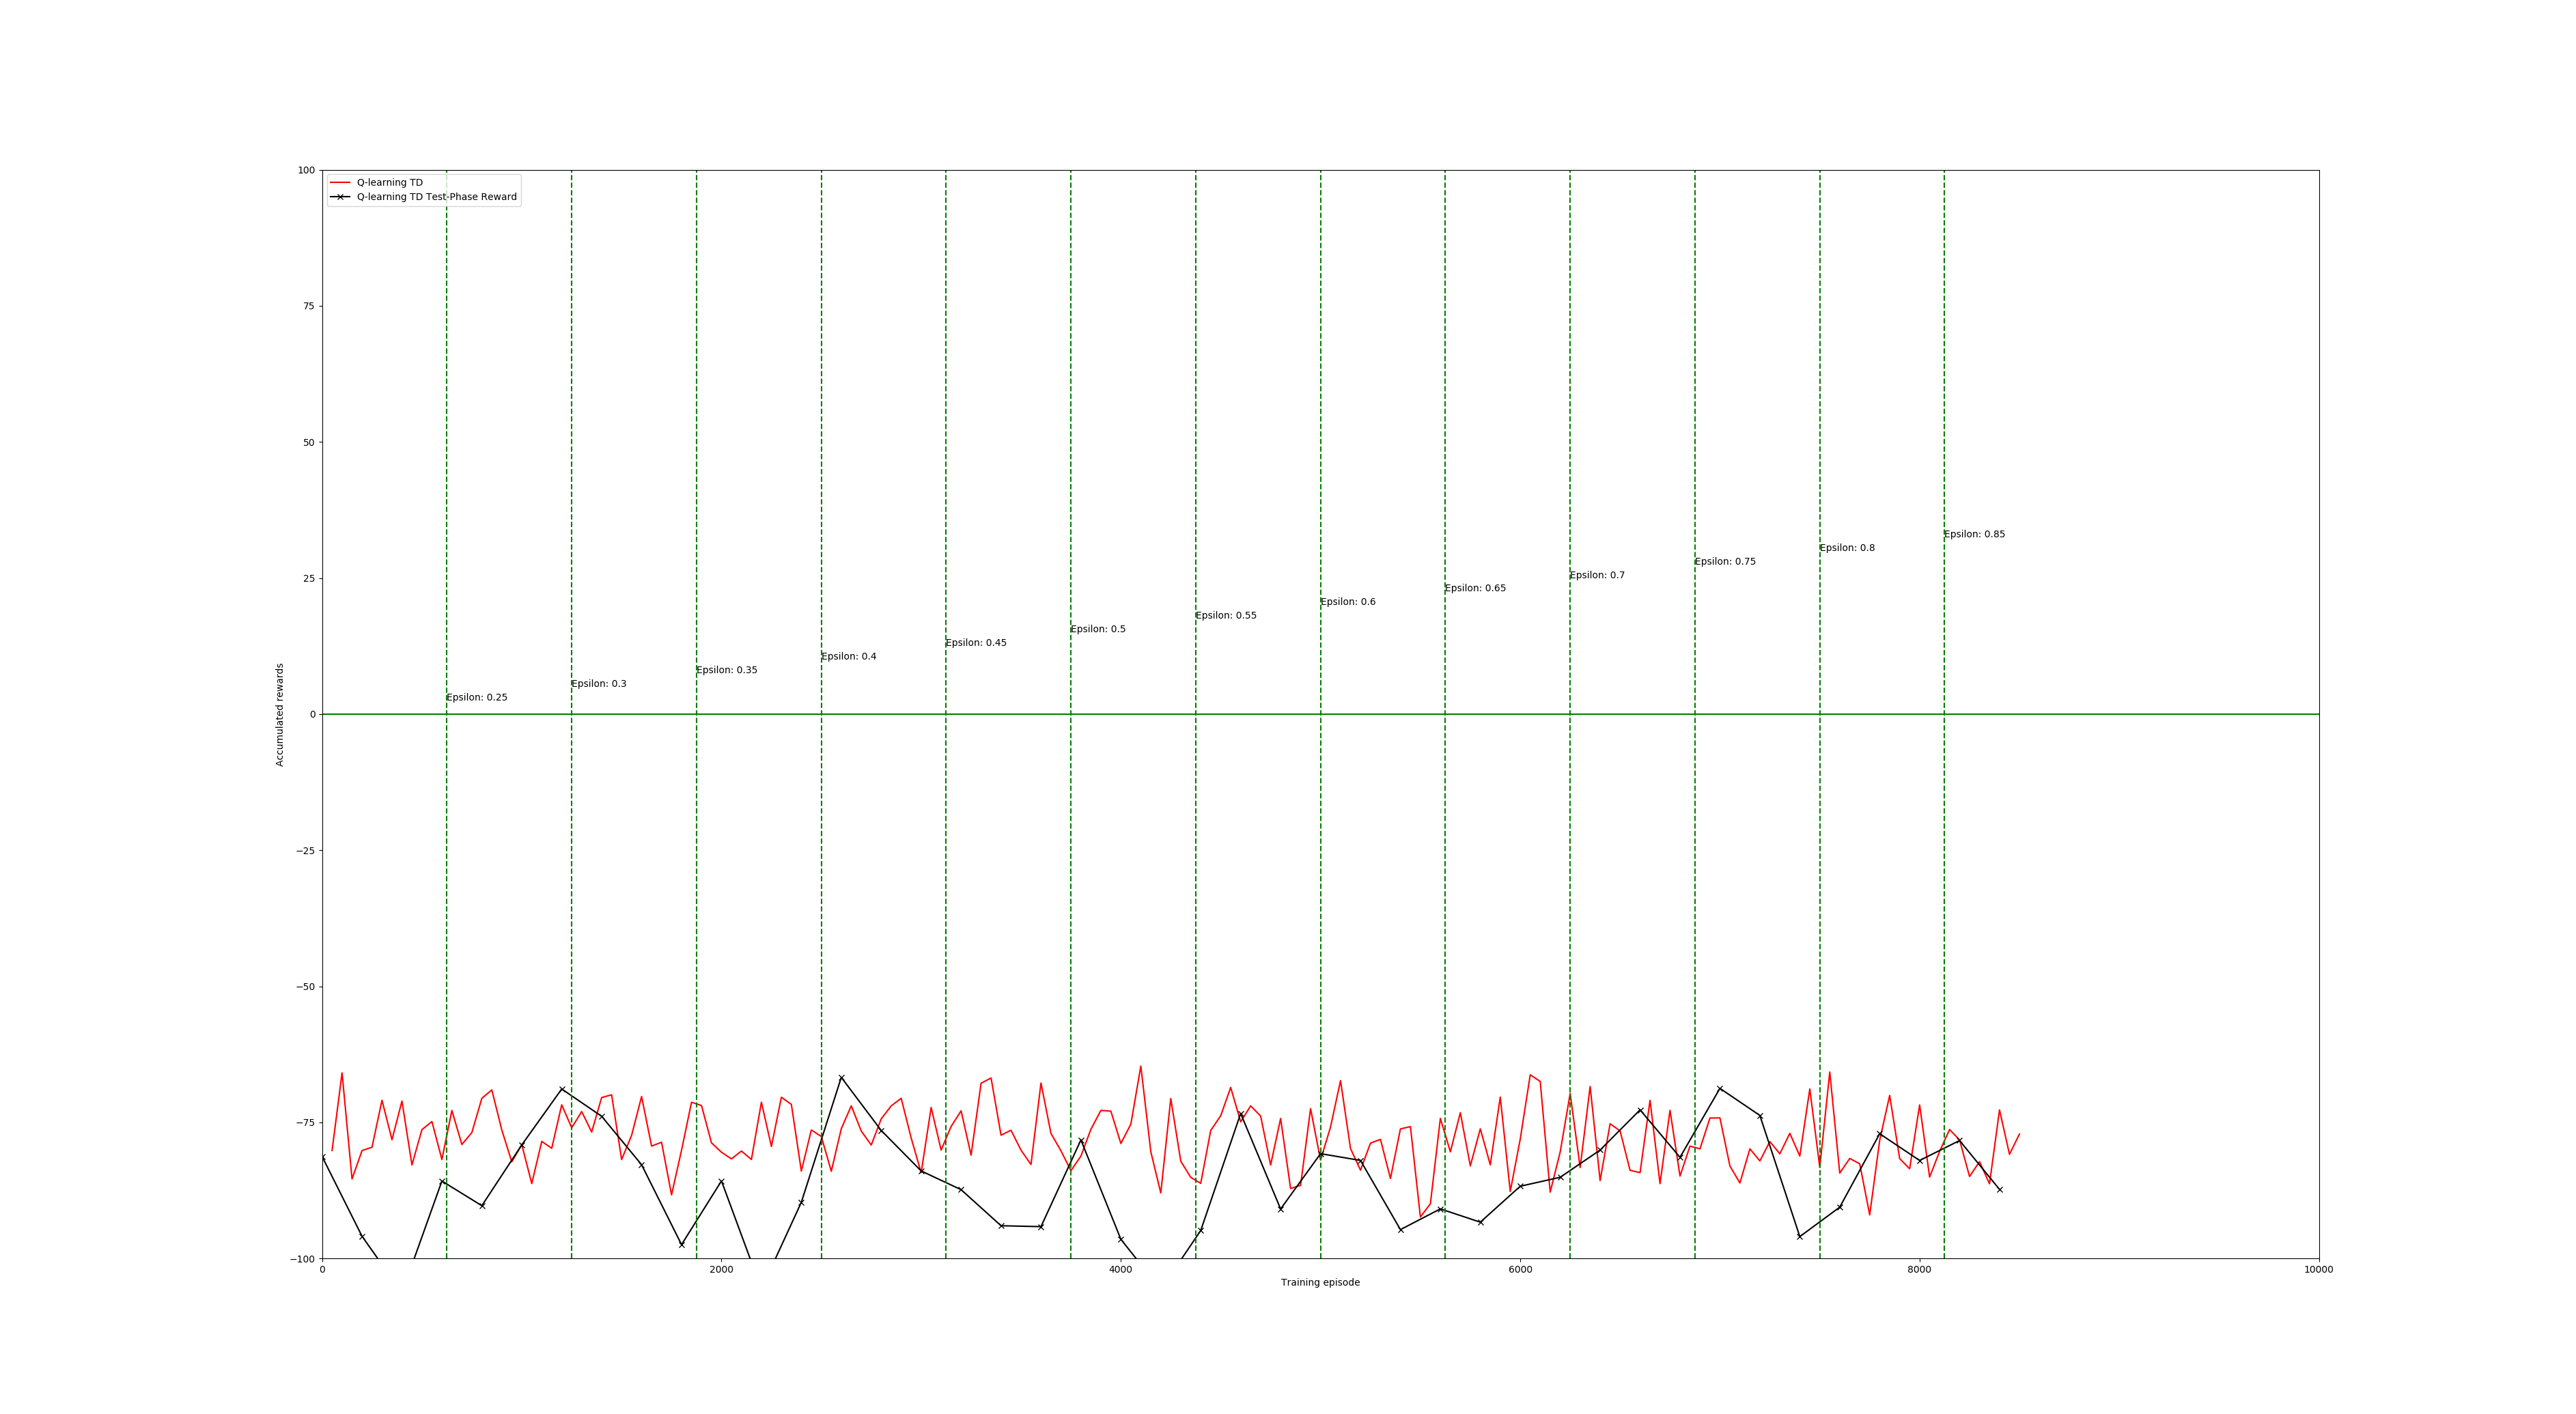 100
Q-learning TD
Q-learning TD Test-Phase Reward
75
50
Epsilon: 0.85
Epsilon: 0.8
Epsilon: 0.75
25
Epsilon: 0.7
Epsilon: 0.65
Epsilon: 0.6
Epsilon: 0.55
Epsilon: 0.5
Epsilon: 0.45
Epsilon: 0.4
Epsilon: 0.35
Epsilon: 0.3
Epsilon: 0.25
0
Accumulated rewards
−25
−50
−75
−100
0 2000 4000 6000 8000 10000
Training episode